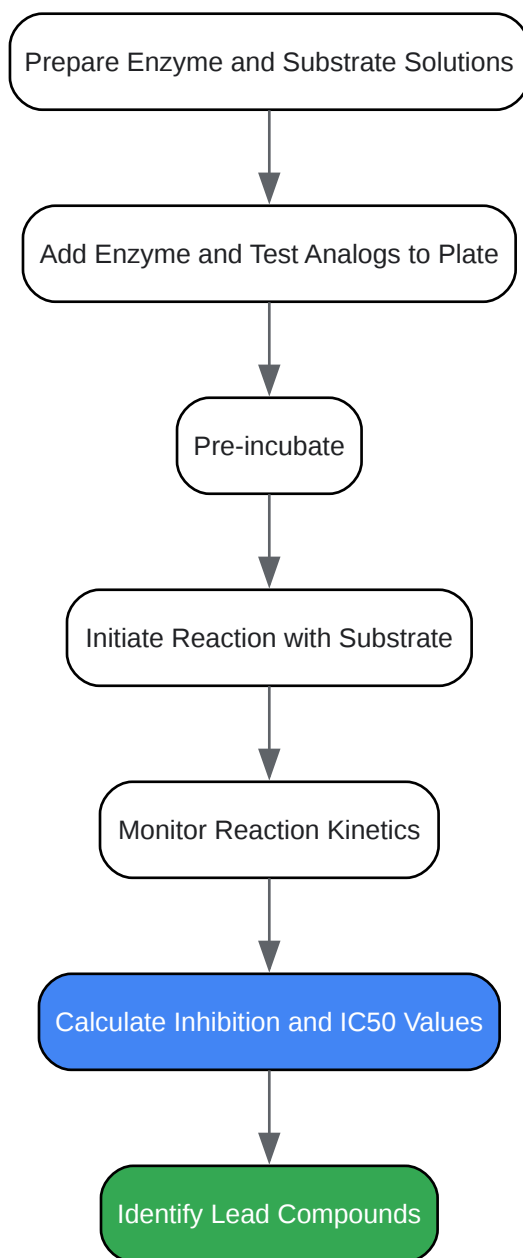 Prepare Enzyme and Substrate Solutions
Add Enzyme and Test Analogs to Plate
Pre-incubate
Initiate Reaction with Substrate
Monitor Reaction Kinetics
Calculate Inhibition and IC50 Values
Identify Lead Compounds